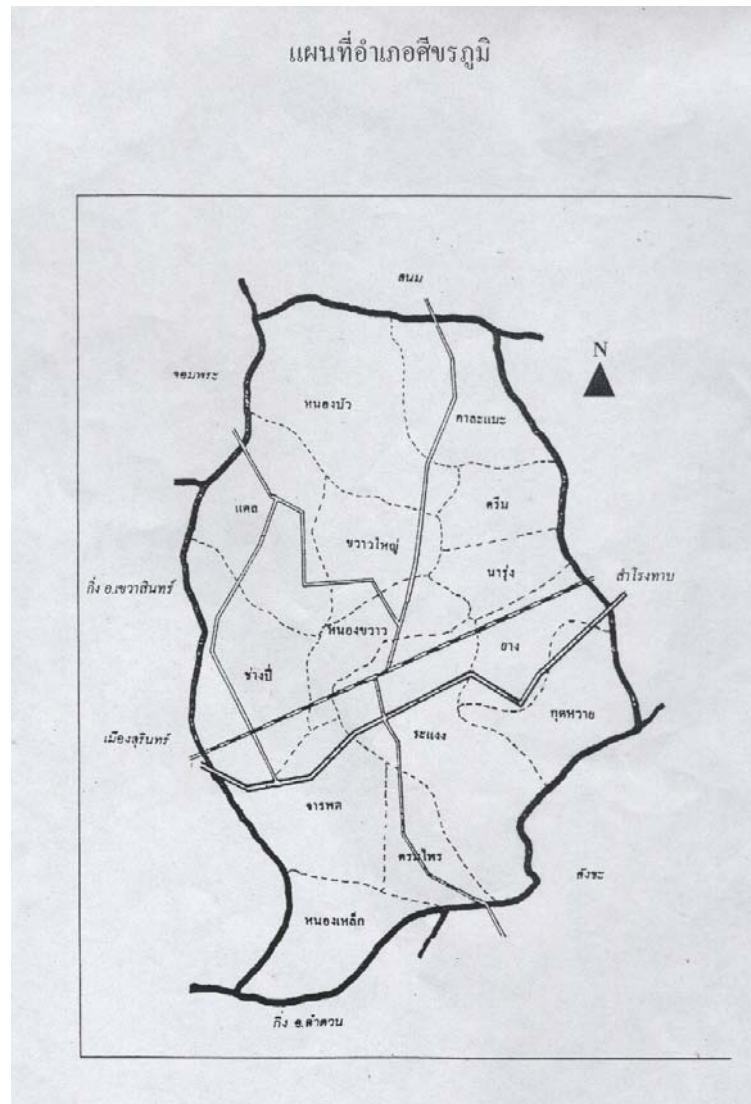 แผนที่อำเภอศีขรภูมิ
สนม
N
จอมพระ
หนองบัว
คาละแมะ
แตล
ตรึม
ขวาวใหญ่
นารุ่ง
สำโรงทาบ
กิ่ง อ.เขวาสินทร์
หนองขวาว
ยาง
ช่างปี่
กุดหวาย
เมืองสุรินทร์
ระแงง
จารพต
ตรมไพร
สังขะ
หนองเหล็ก
กิ่ง อ.ลำดวน